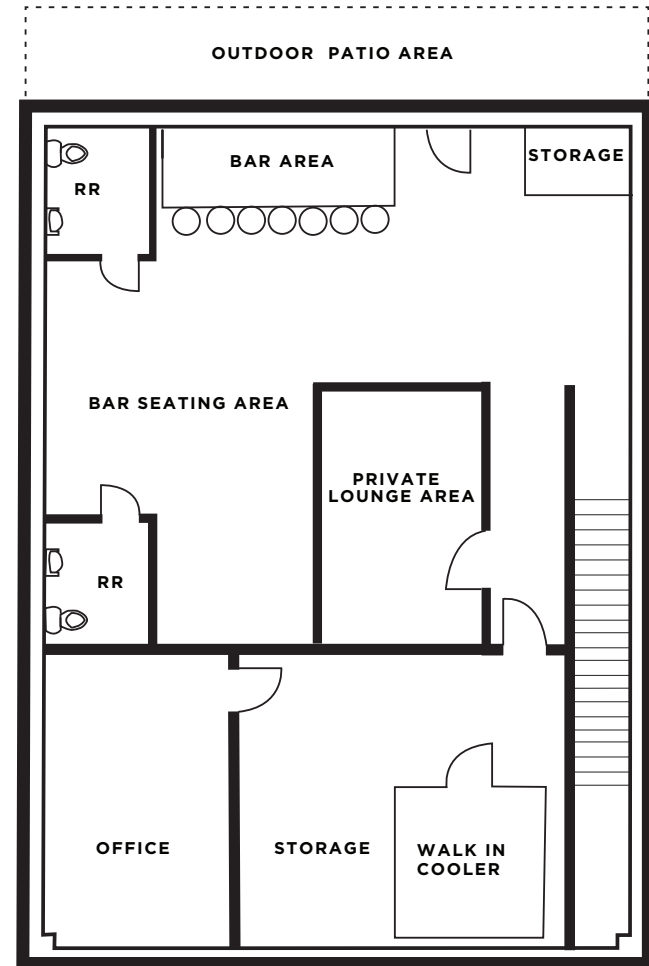 OUTDOOR PATIO AREA
BAR AREA
STORAGE
RR
BAR SEATING AREA
PRIVATE
LOUNGE AREA
RR
OFFICE
STORAGE
WALK IN
COOLER